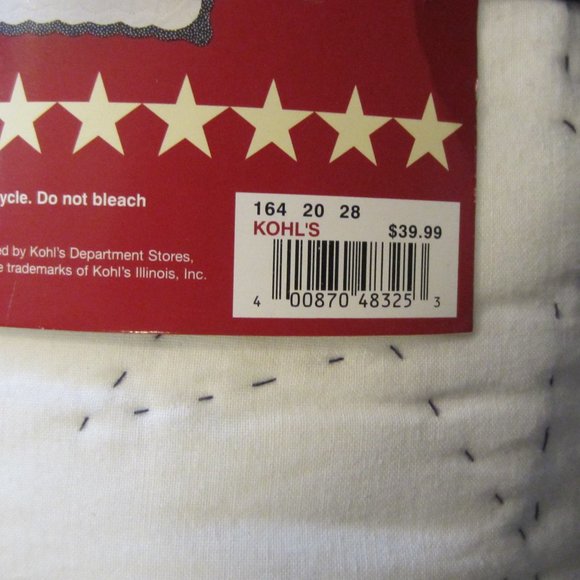 ycle. Do not bleach
ed by Kohl's Department Stores,
e trademarks of Kohl's Illinois, Inc.
164 20 28
KOHL'S $39.99
4 00870 48325 3